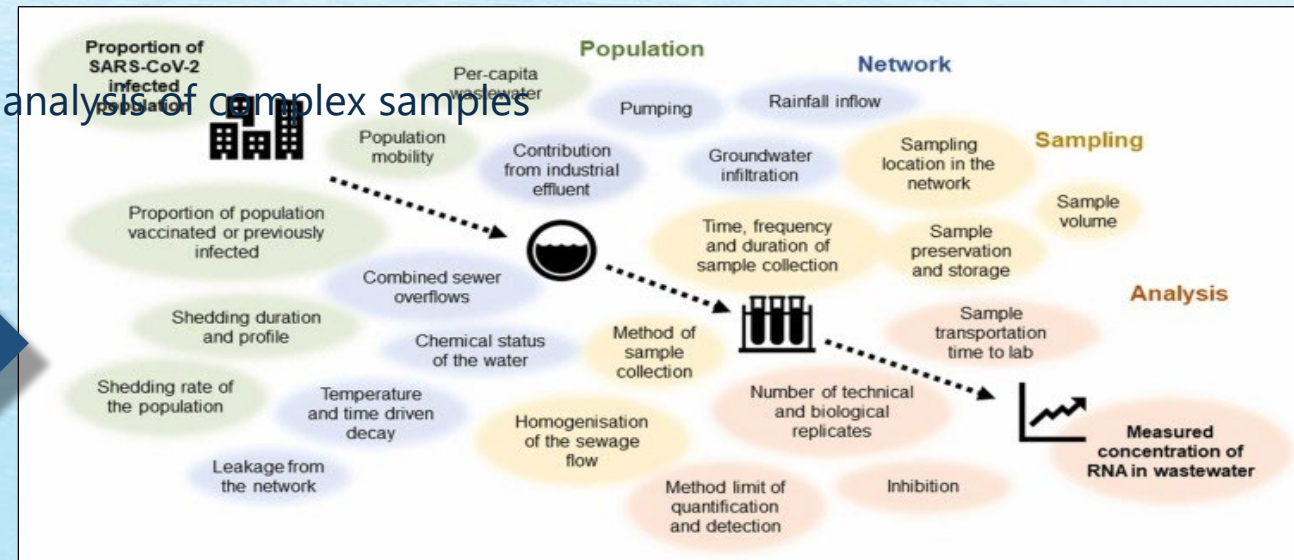 Proportion of
SARS-CoV-2
infected
population
analysis of complex samples
Population
Network
Sampling
Analysis
Per-capita
wastewater
Pumping
Rainfall inflow
Population
mobility
Contribution
from industrial
effluent
Groundwater
infiltration
Sampling
location in the
network
Sample
volume
Proportion of population
vaccinated or previously
infected
Time, frequency
and duration of
sample collection
Sample
preservation
and storage
Combined sewer
overflows
Shedding duration
and profile
Chemical status
of the water
Method of
sample
collection
Sample
transportation
time to lab
Shedding rate of
the population
Temperature
and time driven
decay
Homogenisation
of the sewage
flow
Number of technical
and biological
replicates
Measured
concentration of
RNA in wastewater
Leakage from
the network
Method limit of
quantification
and detection
Inhibition